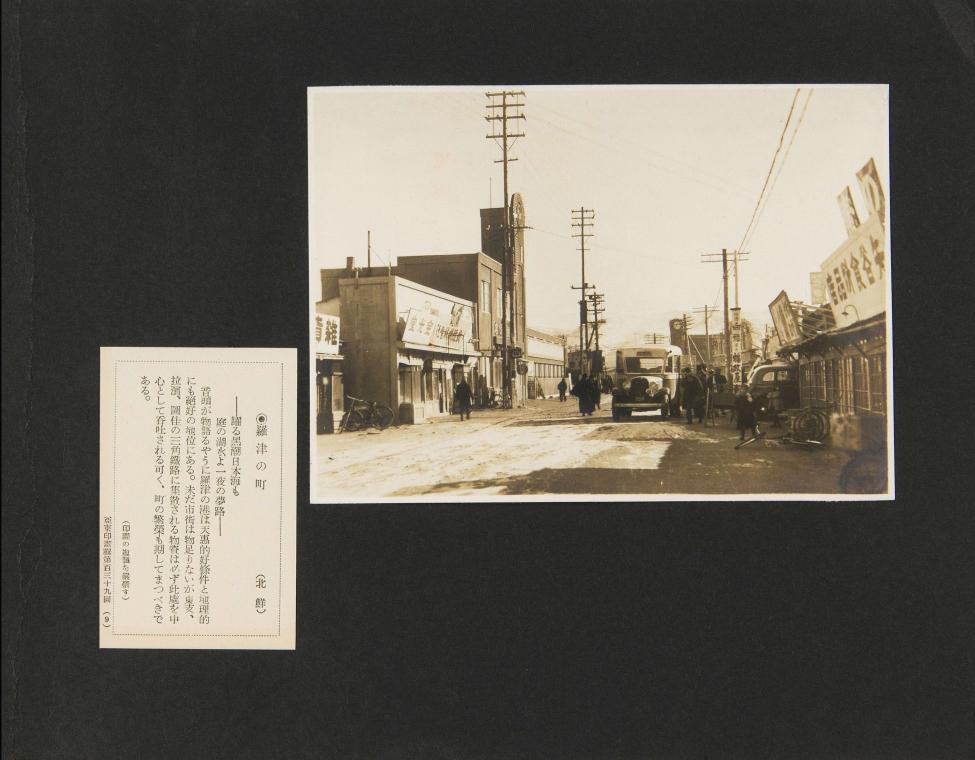 ◉羅津の町　（北鮮）
――躍る黒潮日本海も
庭の湖水よ一夜の夢路――
音頭が物語るやうに羅津の港は天惠的好條件と地理的
にも絕好の地位にある。未だ市街は物足りないが東支、
拉濱、圖佳の三角鐵路に集散される物資は必ず此處を中
心として呑吐される可く、町の繁榮も期してまつべきで
ある。
（印畫の複製を嚴禁す）
亞東印畫輯第百三十九回（9）